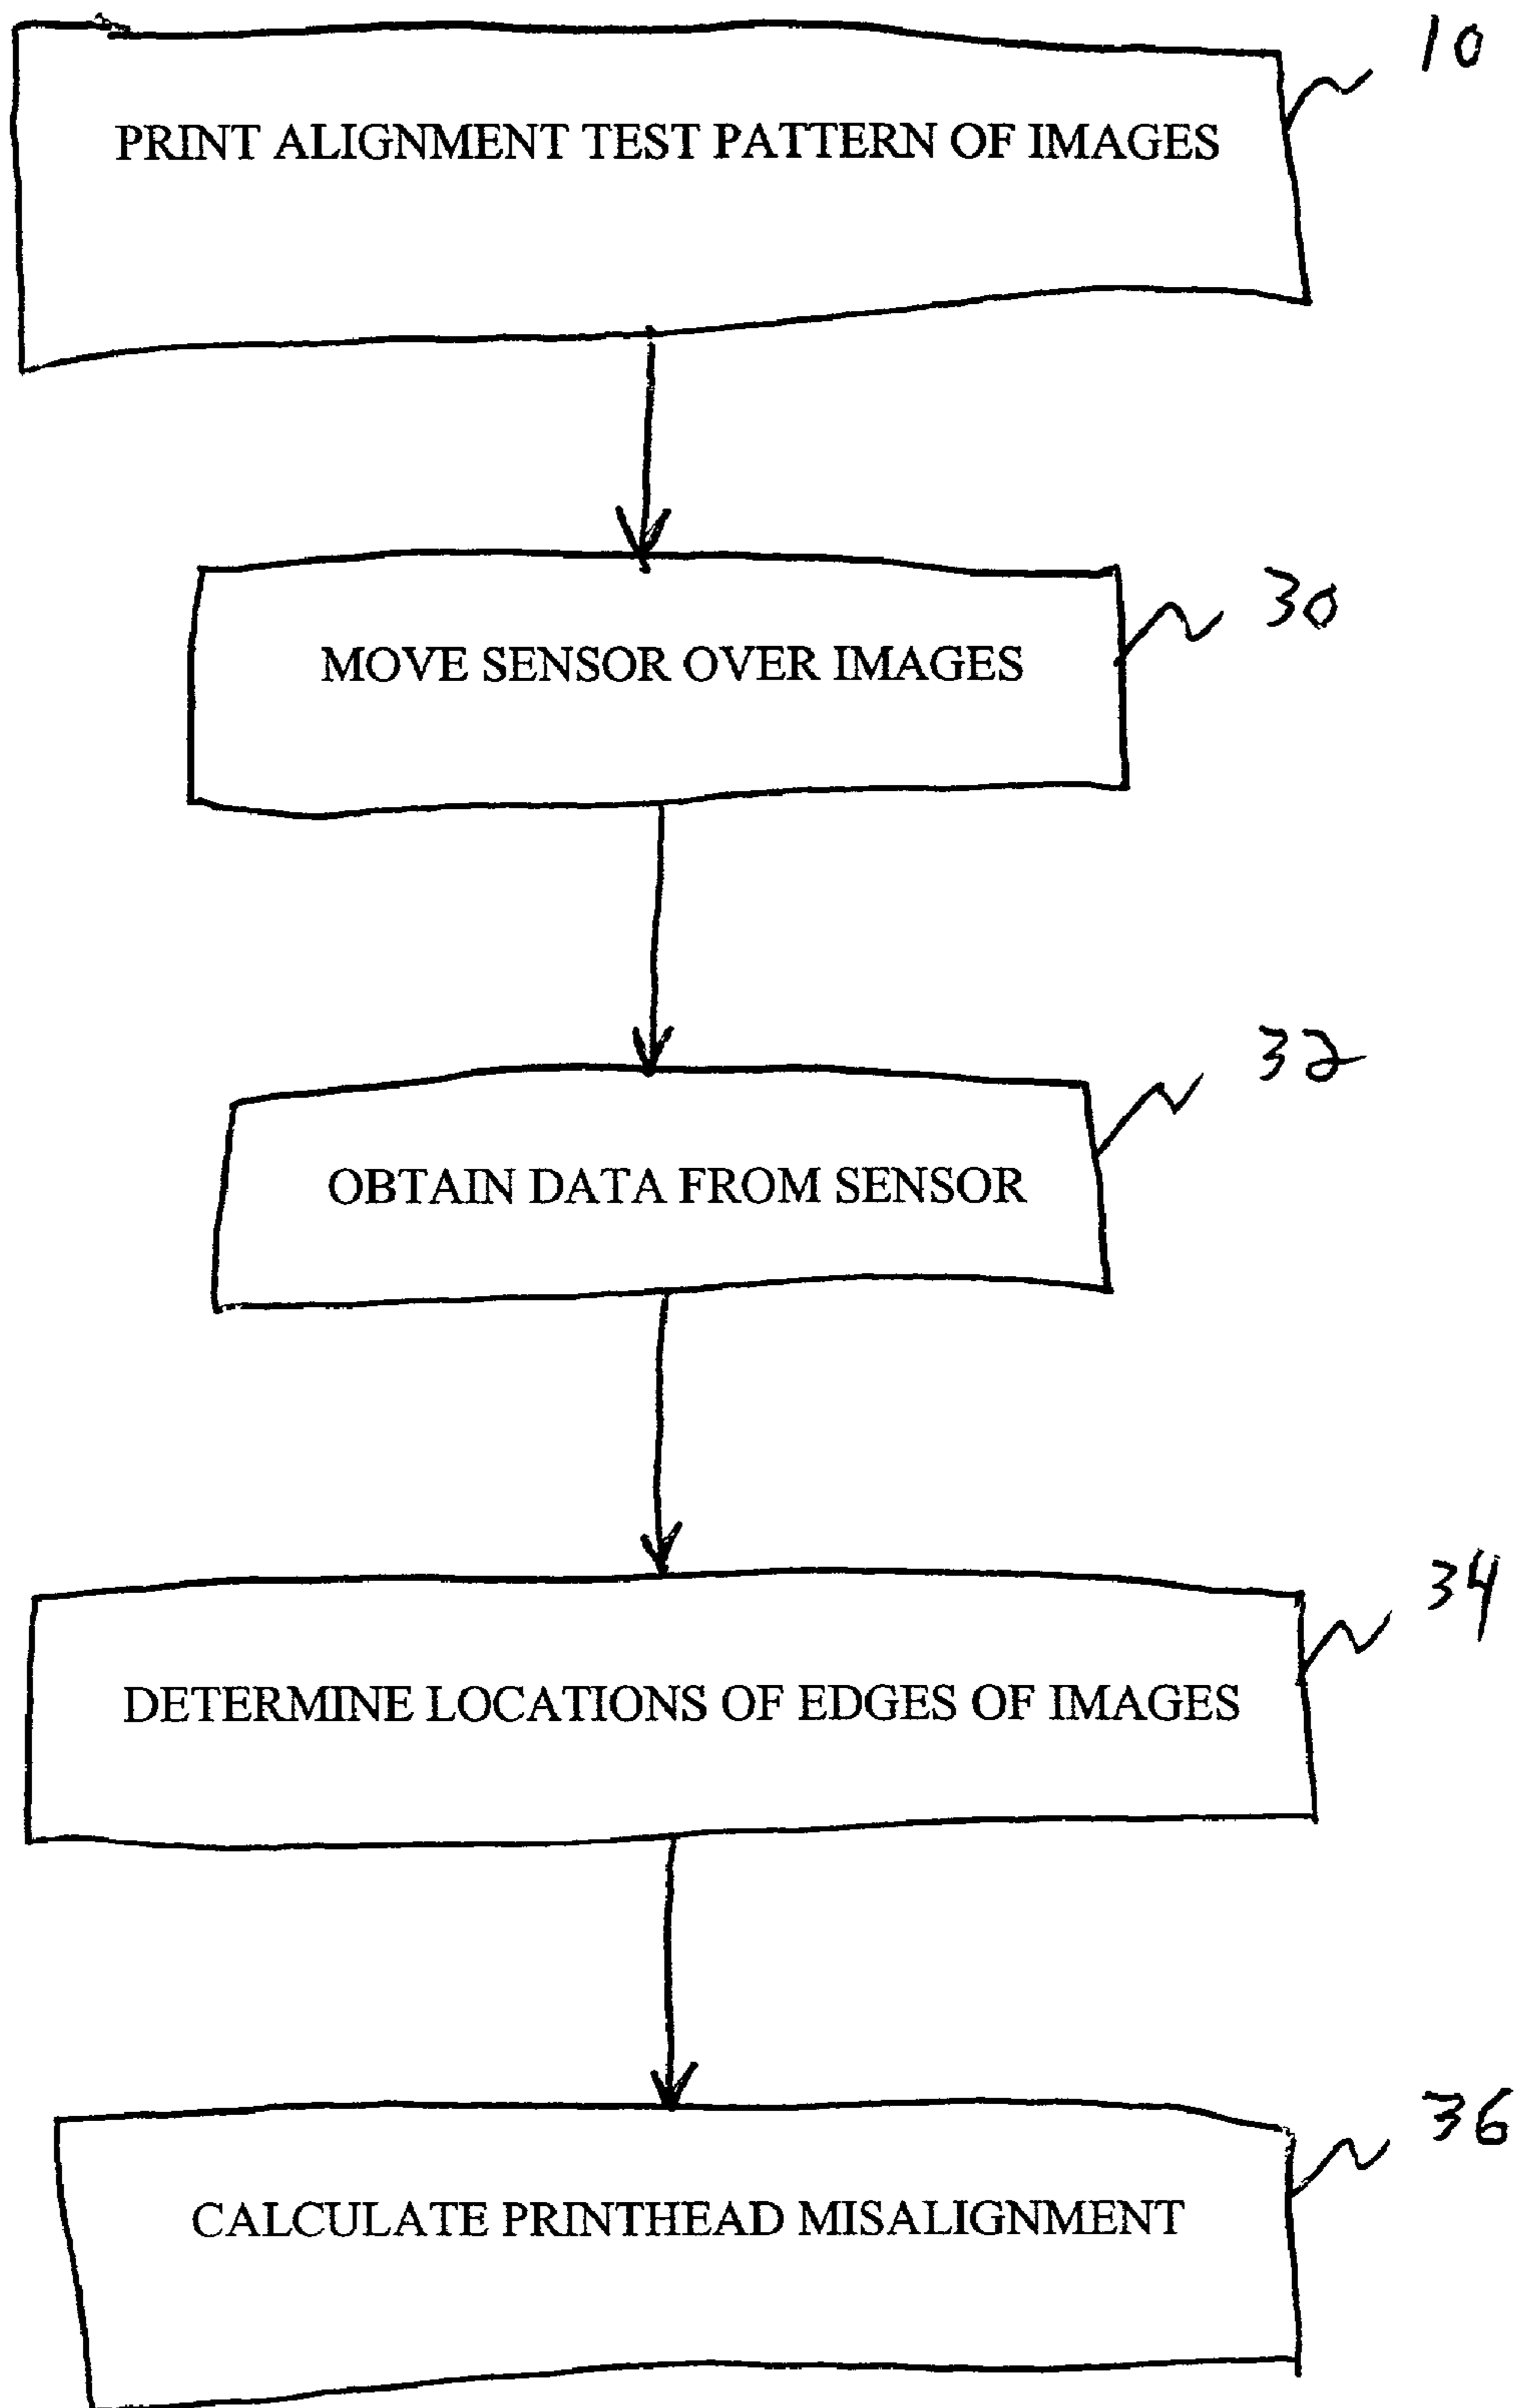 10
PRINT ALIGNMENT TEST PATTERN OF IMAGES
30
MOVE SENSOR OVER IMAGES
32
OBTAIN DATA FROM SENSOR
34
DETERMINE LOCATIONS OF EDGES OF IMAGES
36
CALCULATE PRINTHEAD MISALIGNMENT